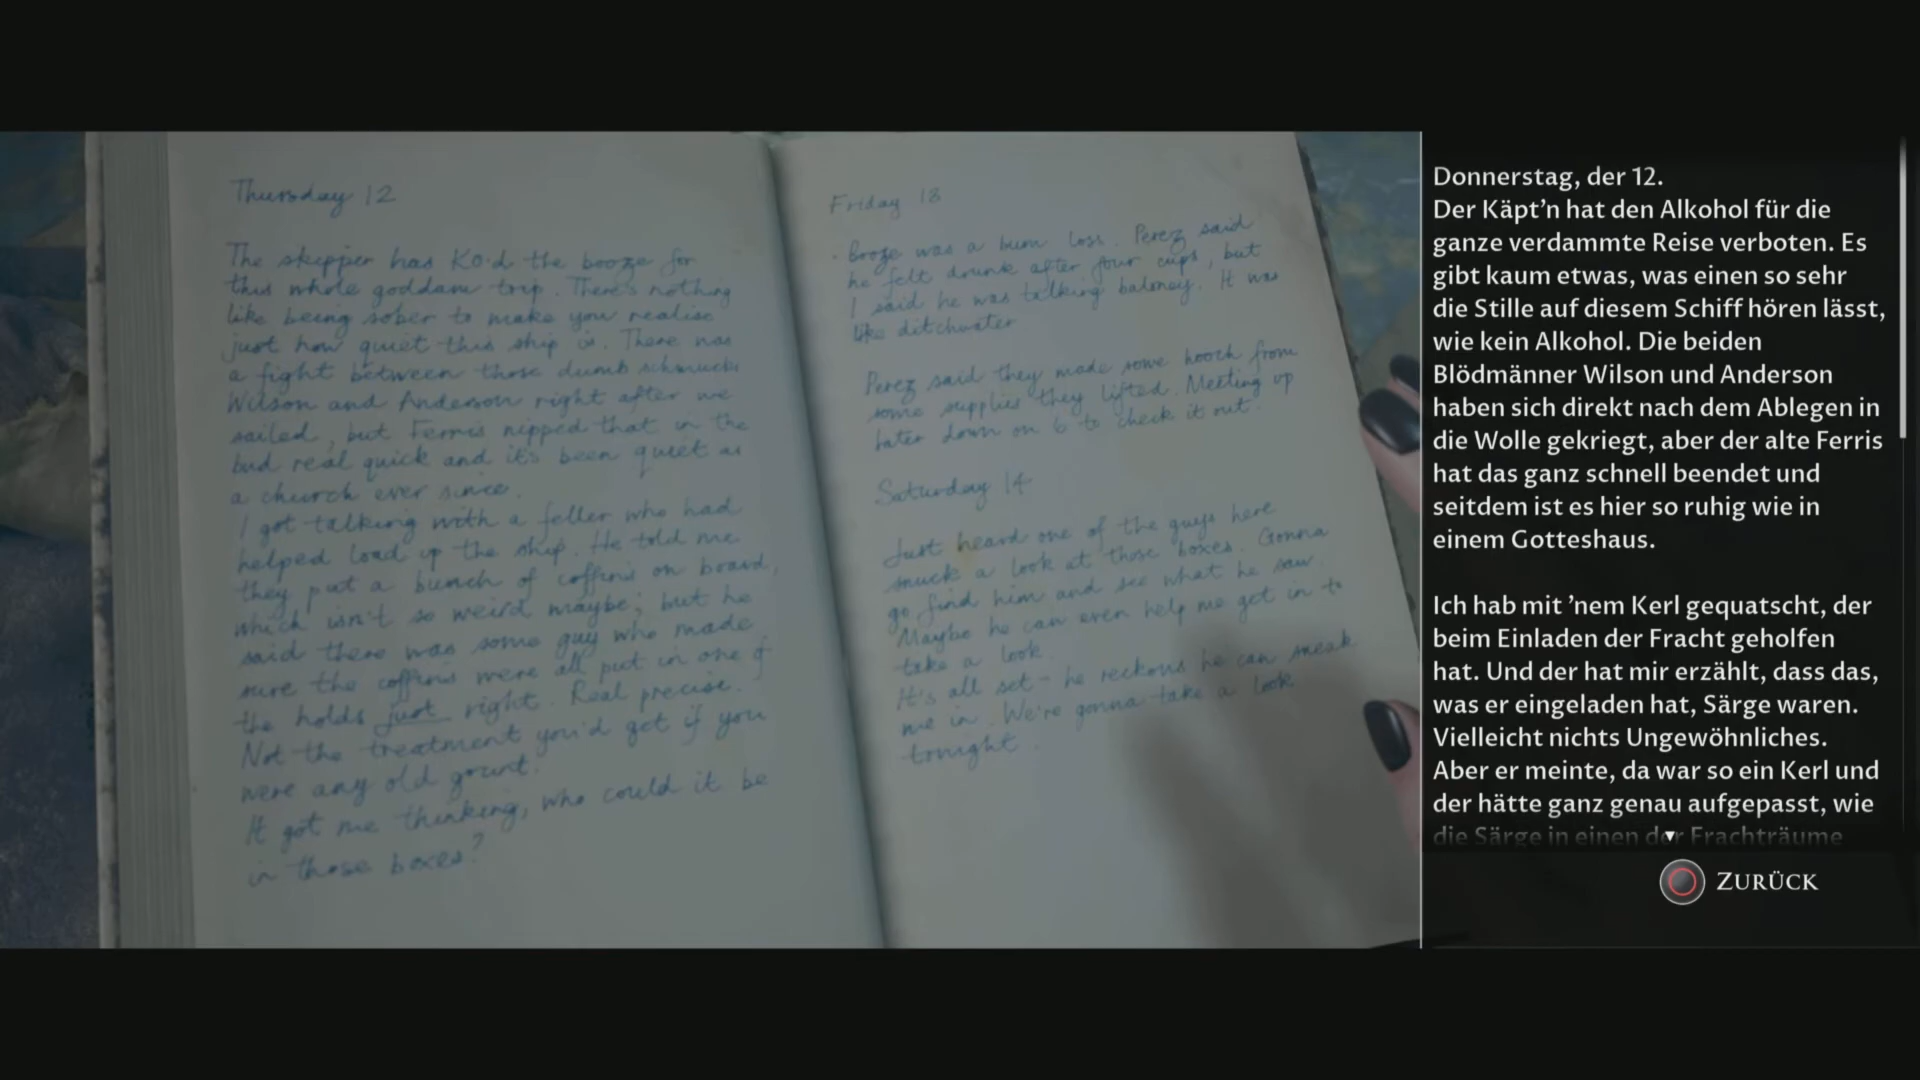 Thursday 12
The skipper has KO'd the booze for
this whole goddam trip. There's nothing
like being sober to make you realise
just how quiet this ship is. There was
a fight between those dumb schmucks
Wilson and Anderson right after we
sailed, but Ferris nipped that in the
bud real quick and it's been quiet as
a church ever since.
I got talking with a feller who had
helped load up the ship. He told me
they put a bunch of coffins on board,
which isn't so weird maybe; but he
said there was some guy who made
sure the coffins were all put in one of
the holds just right. Real precise.
Not the treatment you'd get if you
were any old grunt.
It got me thinking, who could it be
in those boxes?
Friday 13
Booze was a bum loss. Perez said
he felt drunk after four cups, but
I said he was talking baloney. It was
like ditchwater
Perez said they made some hooch from
some supplies they lifted. Meeting up
later down on 6 to check it out.
Saturday 14
Just heard one of the guys here
snuck a look at those boxes. Gonna
go find him and see what he saw.
Maybe he can even help me get in to
take a look.
It's all set - he reckons he can sneak
me in. We're gonna take a look
tonight.
Donnerstag, der 12.
Der Käpt'n hat den Alkohol für die
ganze verdammte Reise verboten. Es
gibt kaum etwas, was einen so sehr
die Stille auf diesem Schiff hören lässt,
wie kein Alkohol. Die beiden
Blödmänner Wilson und Anderson
haben sich direkt nach dem Ablegen in
die Wolle gekriegt, aber der alte Ferris
hat das ganz schnell beendet und
seitdem ist es hier so ruhig wie in
einem Gotteshaus.
Ich hab mit 'nem Kerl gequatscht, der
beim Einladen der Fracht geholfen
hat. Und der hat mir erzählt, dass das,
was er eingeladen hat, Särge waren.
Vielleicht nichts Ungewöhnliches.
Aber er meinte, da war so ein Kerl und
der hätte ganz genau aufgepasst, wie
die Särge in einen der Frachträume
ZURÜCK